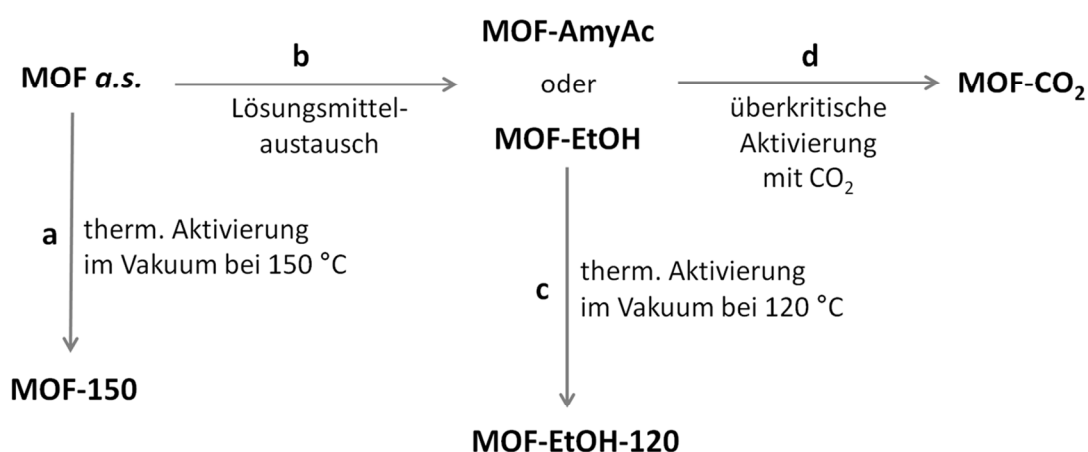 MOF a.s.
b
Lösungsmittel-
austausch
MOF-AmyAc
oder
MOF-EtOH
d
überkritische
Aktivierung
mit CO₂
MOF-CO₂
a
therm. Aktivierung
im Vakuum bei 150 °C
c
therm. Aktivierung
im Vakuum bei 120 °C
MOF-150
MOF-EtOH-120